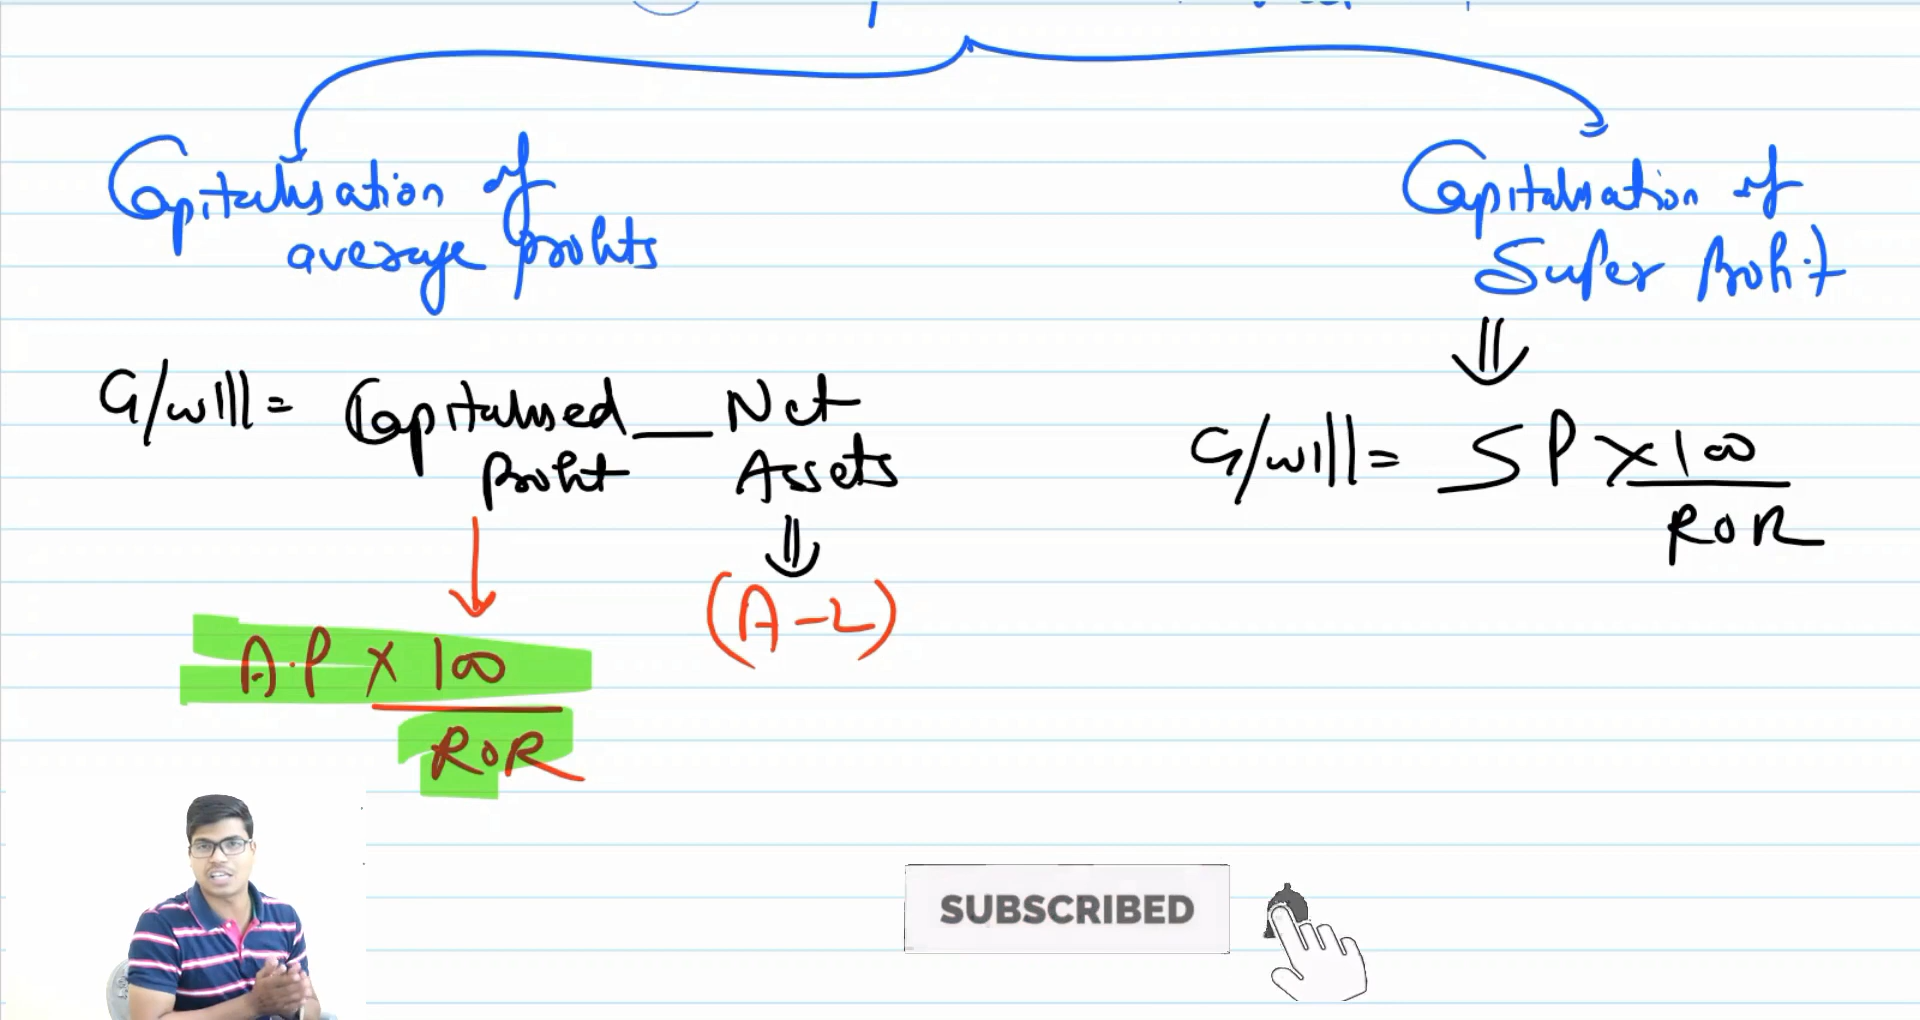 Capitalisation of
average profits
Capitalisation of
Super Profit
G/will = Capitalised — Net
Profit Assets
(A-L)
A.P x 100
ROR
G/will = SP x 100
ROR
SUBSCRIBED